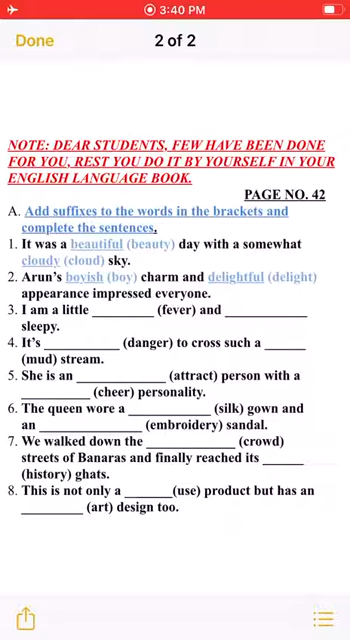 3:40 PM
Done
2 of 2
NOTE: DEAR STUDENTS, FEW HAVE BEEN DONE
FOR YOU, REST YOU DO IT BY YOURSELF IN YOUR
ENGLISH LANGUAGE BOOK.
PAGE NO. 42
A. Add suffixes to the words in the brackets and
complete the sentences.
1. It was a beautiful (beauty) day with a somewhat
cloudy (cloud) sky.
2. Arun's boyish (boy) charm and delightful (delight)
appearance impressed everyone.
3. I am a little __________ (fever) and _____________
sleepy.
4. It's ____________ (danger) to cross such a ______
(mud) stream.
5. She is an ______________ (attract) person with a
___________ (cheer) personality.
6. The queen wore a _____________ (silk) gown and
an ________________ (embroidery) sandal.
7. We walked down the ______________ (crowd)
streets of Banaras and finally reached its ______
(history) ghats.
8. This is not only a _______(use) product but has an
__________ (art) design too.